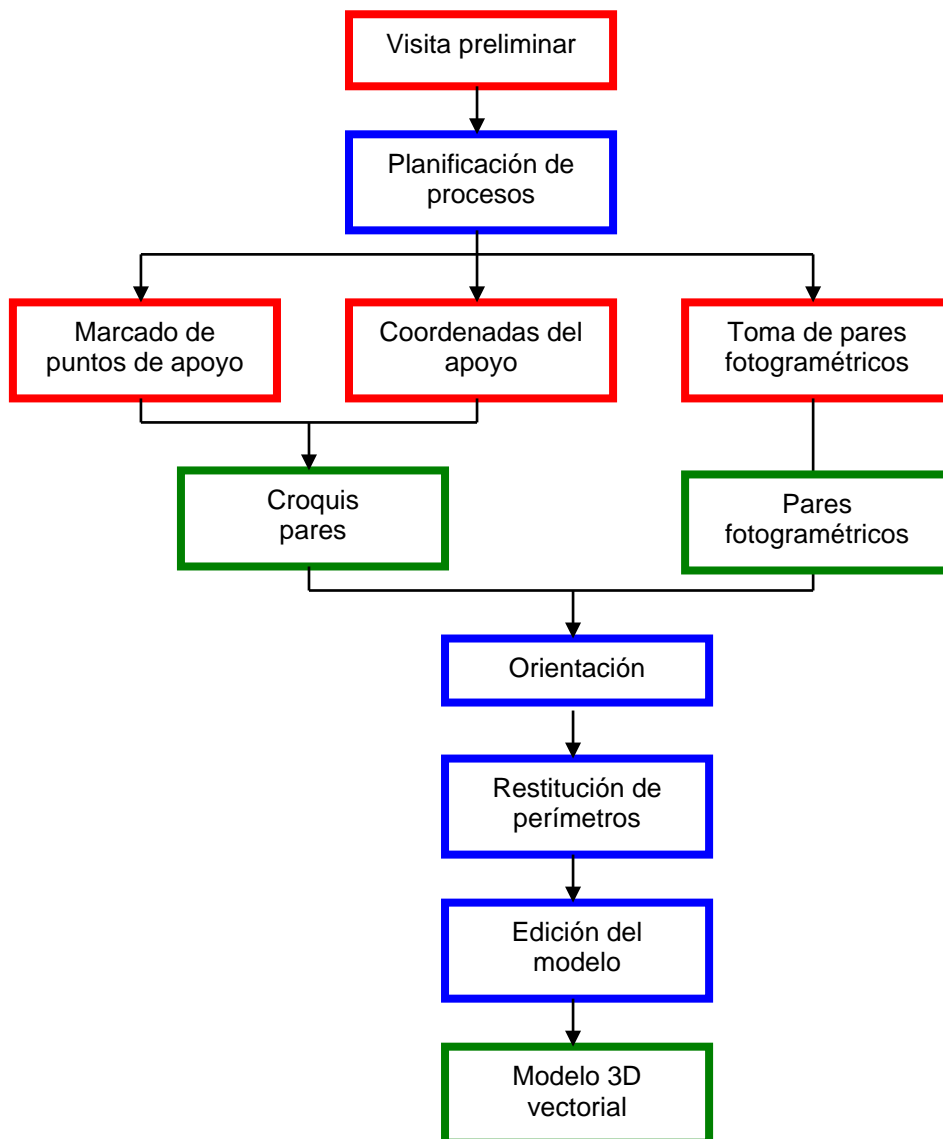 Visita preliminar
Planificación de
procesos
Marcado de
puntos de apoyo
Coordenadas del
apoyo
Toma de pares
fotogramétricos
Croquis
pares
Pares
fotogramétricos
Orientación
Restitución de
perímetros
Edición del
modelo
Modelo 3D
vectorial